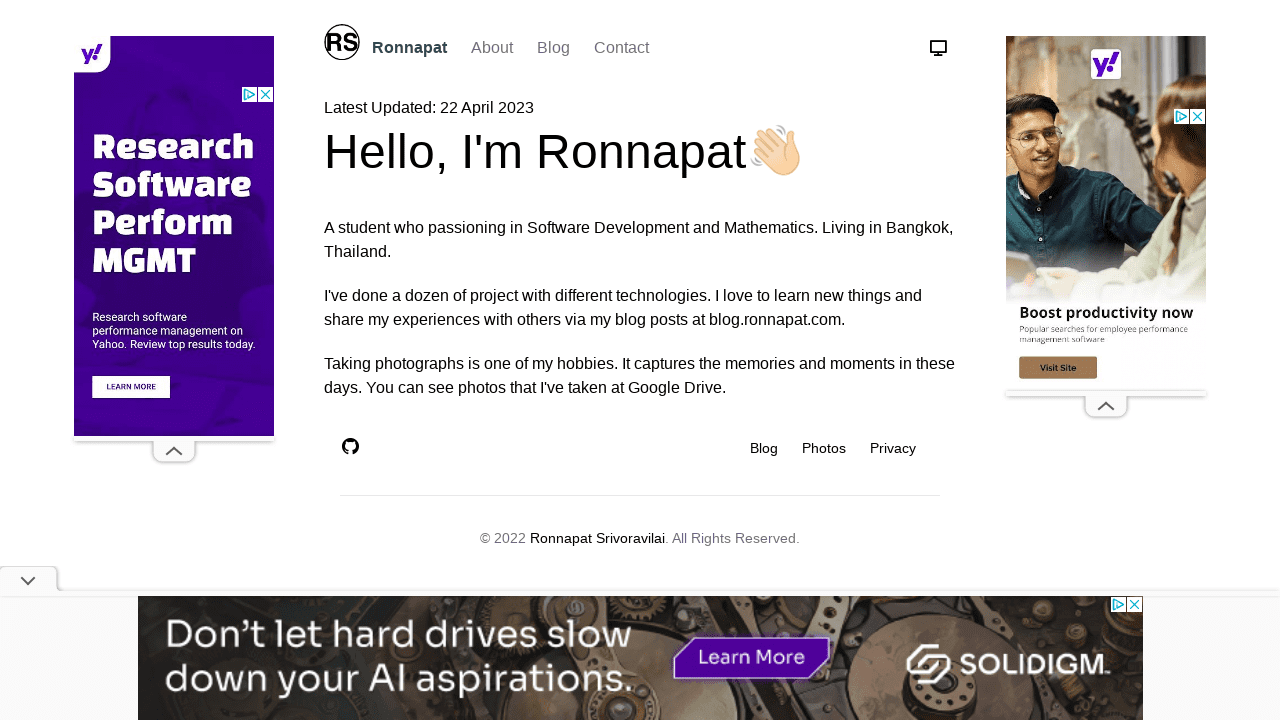 RS
Ronnapat
About
Blog
Contact
Latest Updated: 22 April 2023
Hello, I'm Ronnapat👋🏻
A student who passioning in Software Development and Mathematics. Living in Bangkok,
Thailand.
I've done a dozen of project with different technologies. I love to learn new things and
share my experiences with others via my blog posts at blog.ronnapat.com.
Taking photographs is one of my hobbies. It captures the memories and moments in these
days. You can see photos that I've taken at Google Drive.
Blog
Photos
Privacy
© 2022 Ronnapat Srivoravilai. All Rights Reserved.
y!
Research
Software
Perform
MGMT
Research software
performance management on
Yahoo. Review top results today.
LEARN MORE
y!
Boost productivity now
Popular searches for employee performance
management software
Visit Site
Don't let hard drives slow
down your AI aspirations.
Learn More
SOLIDIGM